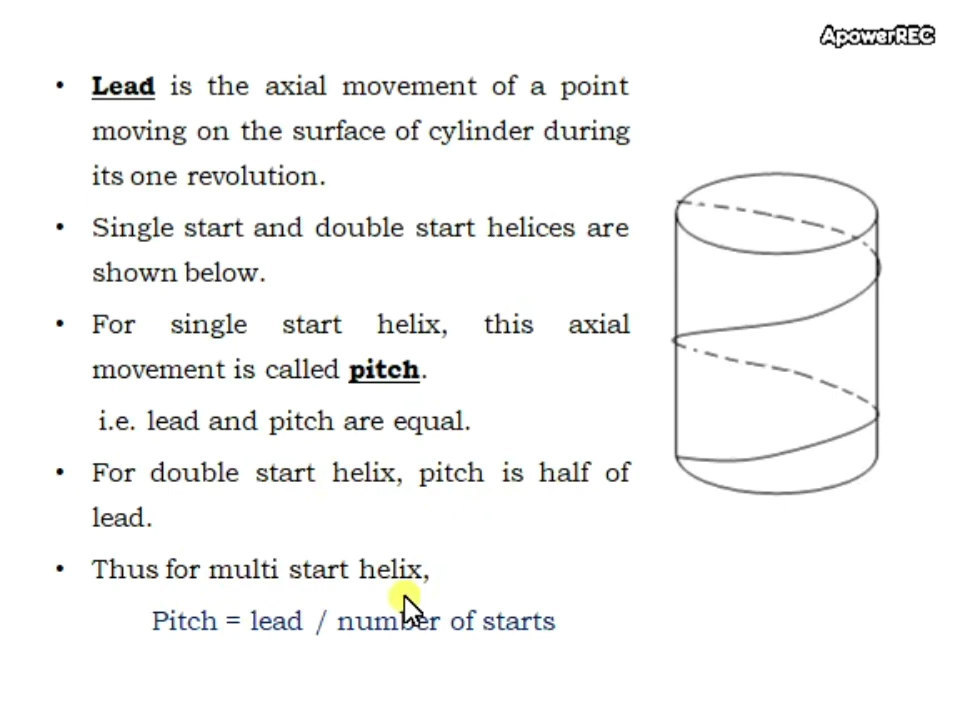 ApowerREC
• Lead is the axial movement of a point
moving on the surface of cylinder during
its one revolution.
• Single start and double start helices are
shown below.
• For single start helix, this axial
movement is called pitch.
i.e. lead and pitch are equal.
• For double start helix, pitch is half of
lead.
• Thus for multi start helix,
Pitch = lead / number of starts